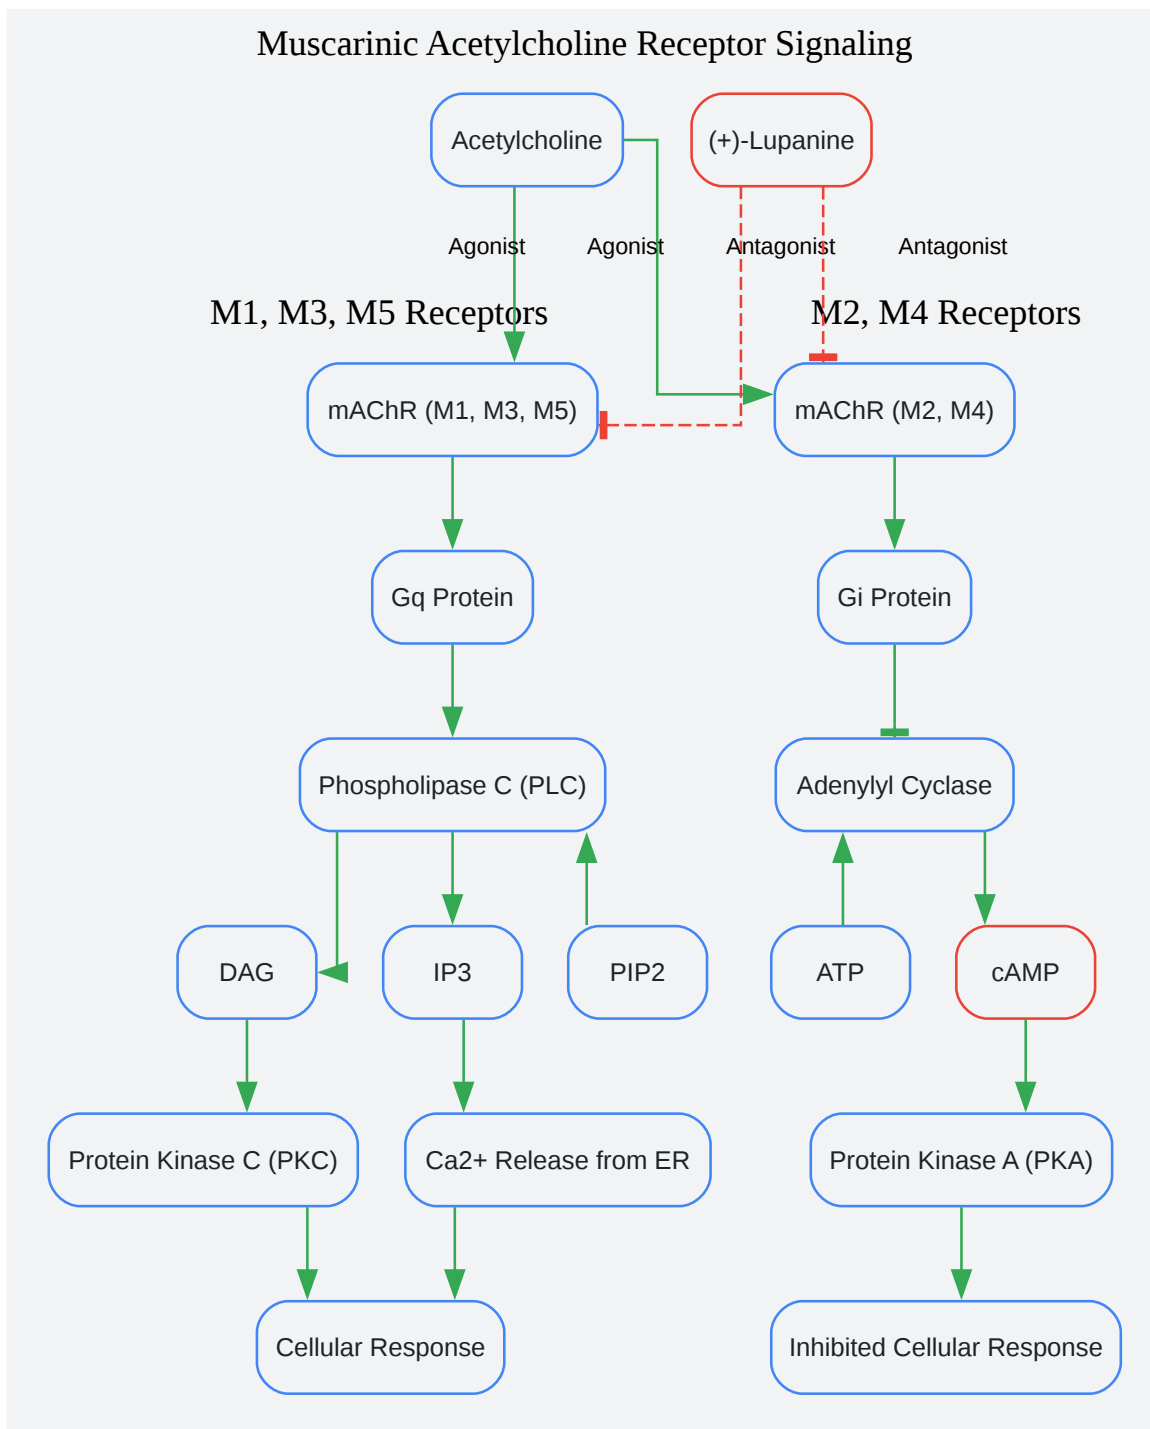 Muscarinic Acetylcholine Receptor Signaling
Acetylcholine
(+)-Lupanine
Agonist
Agonist
Antagonist
Antagonist
M1, M3, M5 Receptors
M2, M4 Receptors
mAChR (M1, M3, M5)
mAChR (M2, M4)
Gq Protein
Gi Protein
Phospholipase C (PLC)
Adenylyl Cyclase
DAG
IP3
PIP2
ATP
cAMP
Protein Kinase C (PKC)
Ca2+ Release from ER
Protein Kinase A (PKA)
Cellular Response
Inhibited Cellular Response